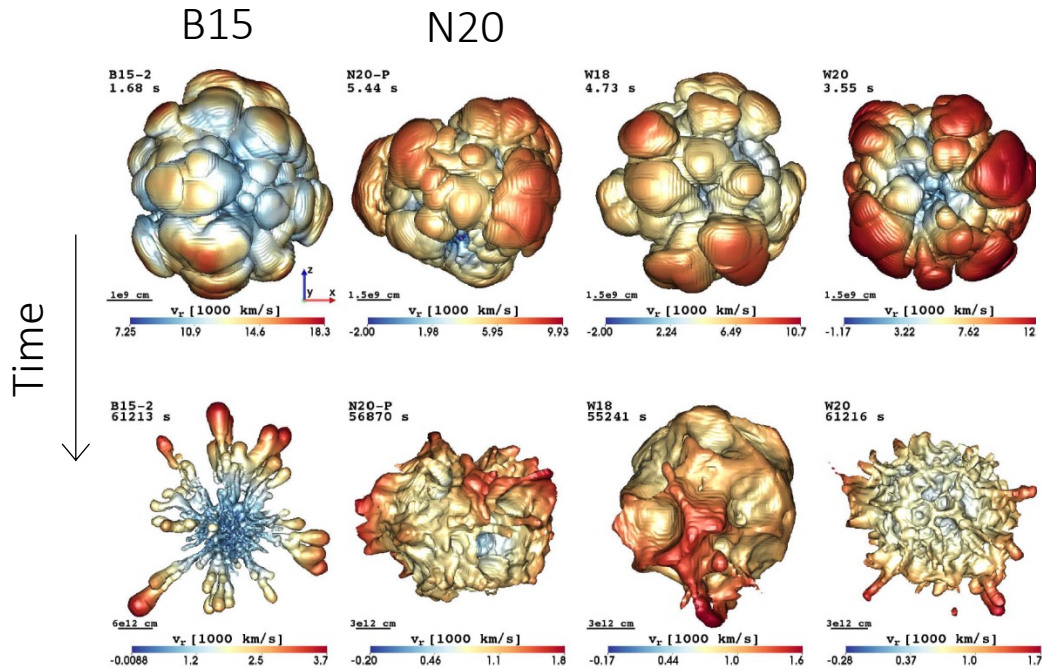 B15 N20
B15-2 N20-P W18 W20
1.68 s 5.44 s 4.73 s 3.55 s
z
y x
1e9 cm 1.5e9 cm 1.5e9 cm 1.5e9 cm
v_r [1000 km/s] v_r [1000 km/s] v_r [1000 km/s] v_r [1000 km/s]
7.25 10.9 14.6 18.3 -2.00 1.98 5.95 9.93 -2.00 2.24 6.49 10.7 -1.17 3.22 7.62 12
Time
B15-2 N20-P W18 W20
61213 s 56870 s 55241 s 61216 s
6e12 cm 3e12 cm 3e12 cm 3e12 cm
v_r [1000 km/s] v_r [1000 km/s] v_r [1000 km/s] v_r [1000 km/s]
-0.0088 1.2 2.5 3.7 -0.20 0.46 1.1 1.8 -0.17 0.44 1.0 1.6 -0.28 0.37 1.0